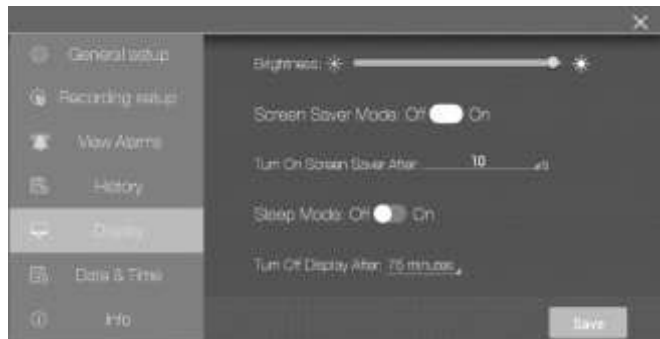 General setup
Recording setup
View Alarms
History
Display
Date & Time
Info
Brightness:
Screen Saver Mode: Off On
Turn On Screen Saver After: 10
Sleep Mode: Off On
Turn Off Display After: 75 minutes
Save